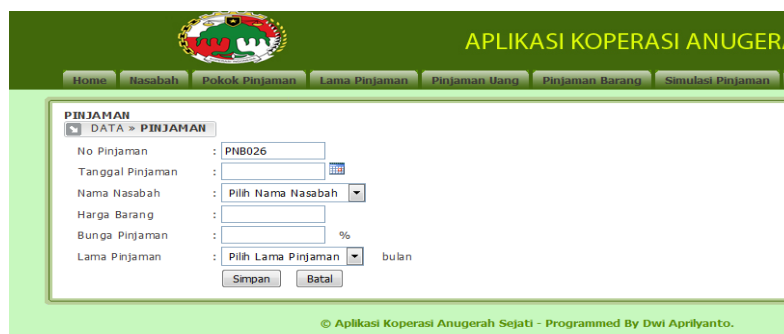 APLIKASI KOPERASI ANUGER
Home Nasabah Pokok Pinjaman Lama Pinjaman Pinjaman Uang Pinjaman Barang Simulasi Pinjaman
PINJAMAN
DATA » PINJAMAN
No Pinjaman : PNB026
Tanggal Pinjaman :
Nama Nasabah : Pilih Nama Nasabah
Harga Barang :
Bunga Pinjaman : %
Lama Pinjaman : Pilih Lama Pinjaman bulan
Simpan Batal
© Aplikasi Koperasi Anugerah Sejati - Programmed By Dwi Aprilyanto.